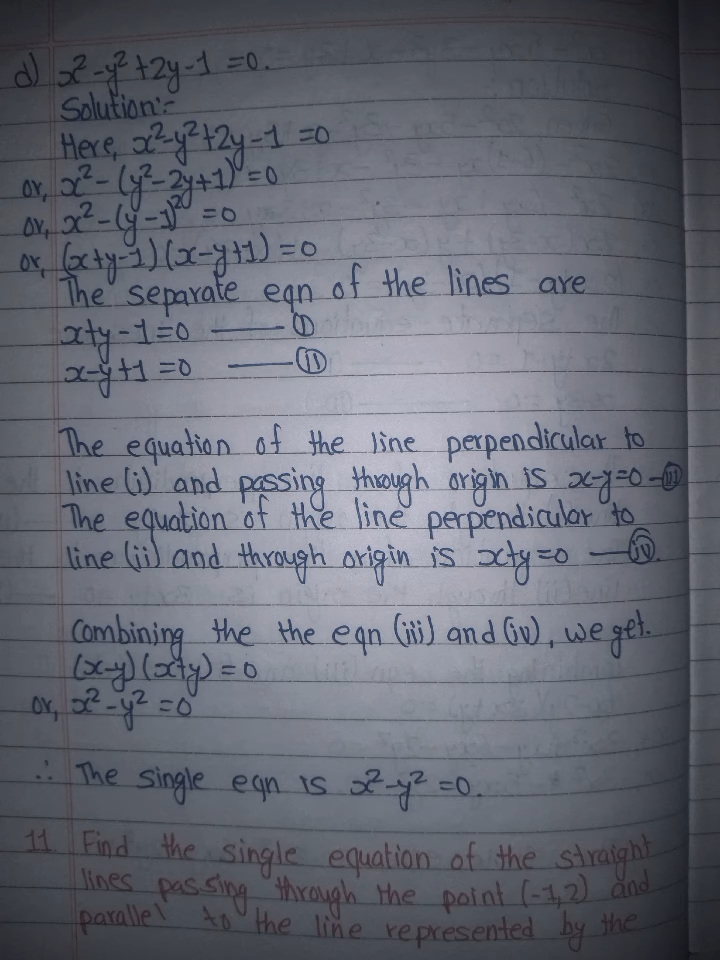 d) x²-y²+2y-1 =0.
Solution:-
Here, x²-y²+2y-1 =0
or, x²-(y²-2y+1) =0
or, x²-(y-1)² =0
or, (x+y-1)(x-y+1)=0
The separate eqn of the lines are
x+y-1=0 —— (i)
x-y+1=0 —— (ii)
The equation of the line perpendicular to
line (i) and passing through origin is x-y=0 -(iii)
The equation of the line perpendicular to
line (ii) and through origin is x+y=0 —(iv).
Combining the the eqn (iii) and (iv), we get.
(x-y)(x+y)=0
or, x²-y²=0
∴ The single eqn is x²-y²=0.
11 Find the single equation of the straight
lines passing through the point (-1,2) and
parallel to the line represented by the